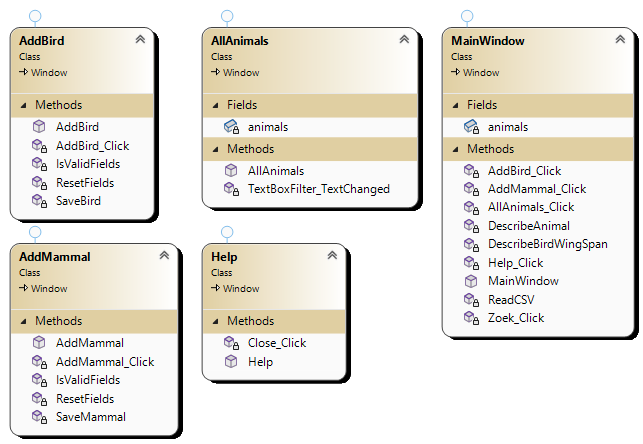 AddBird
Class
Window
Methods
AddBird
AddBird_Click
IsValidFields
ResetFields
SaveBird
AllAnimals
Class
Window
Fields
animals
Methods
AllAnimals
TextBoxFilter_TextChanged
MainWindow
Class
Window
Fields
animals
Methods
AddBird_Click
AddMammal_Click
AllAnimals_Click
DescribeAnimal
DescribeBirdWingSpan
Help_Click
MainWindow
ReadCSV
Zoek_Click
AddMammal
Class
Window
Methods
AddMammal
AddMammal_Click
IsValidFields
ResetFields
SaveMammal
Help
Class
Window
Methods
Close_Click
Help